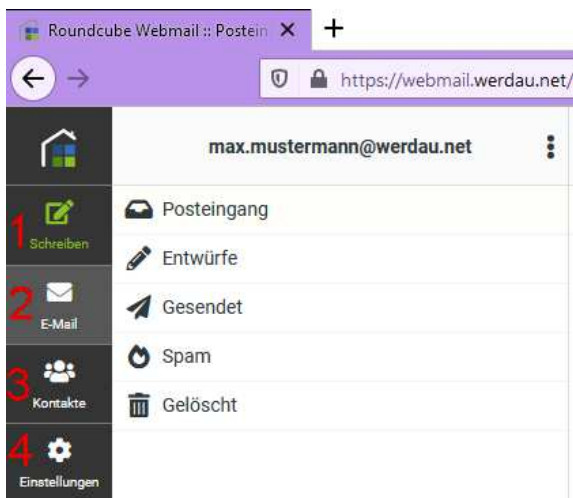 Roundcube Webmail :: Postein
https://webmail.werdau.net/
max.mustermann@werdau.net
1
Schreiben
2
E-Mail
3
Kontakte
4
Einstellungen
Posteingang
Entwürfe
Gesendet
Spam
Gelöscht